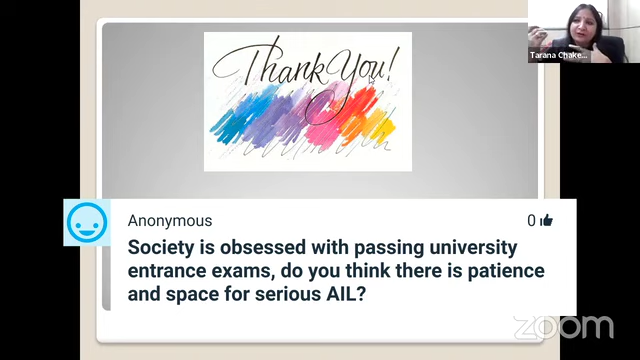 Tarana Chake...
Thank You!
Anonymous
0
Society is obsessed with passing university
entrance exams, do you think there is patience
and space for serious AIL?
zoom